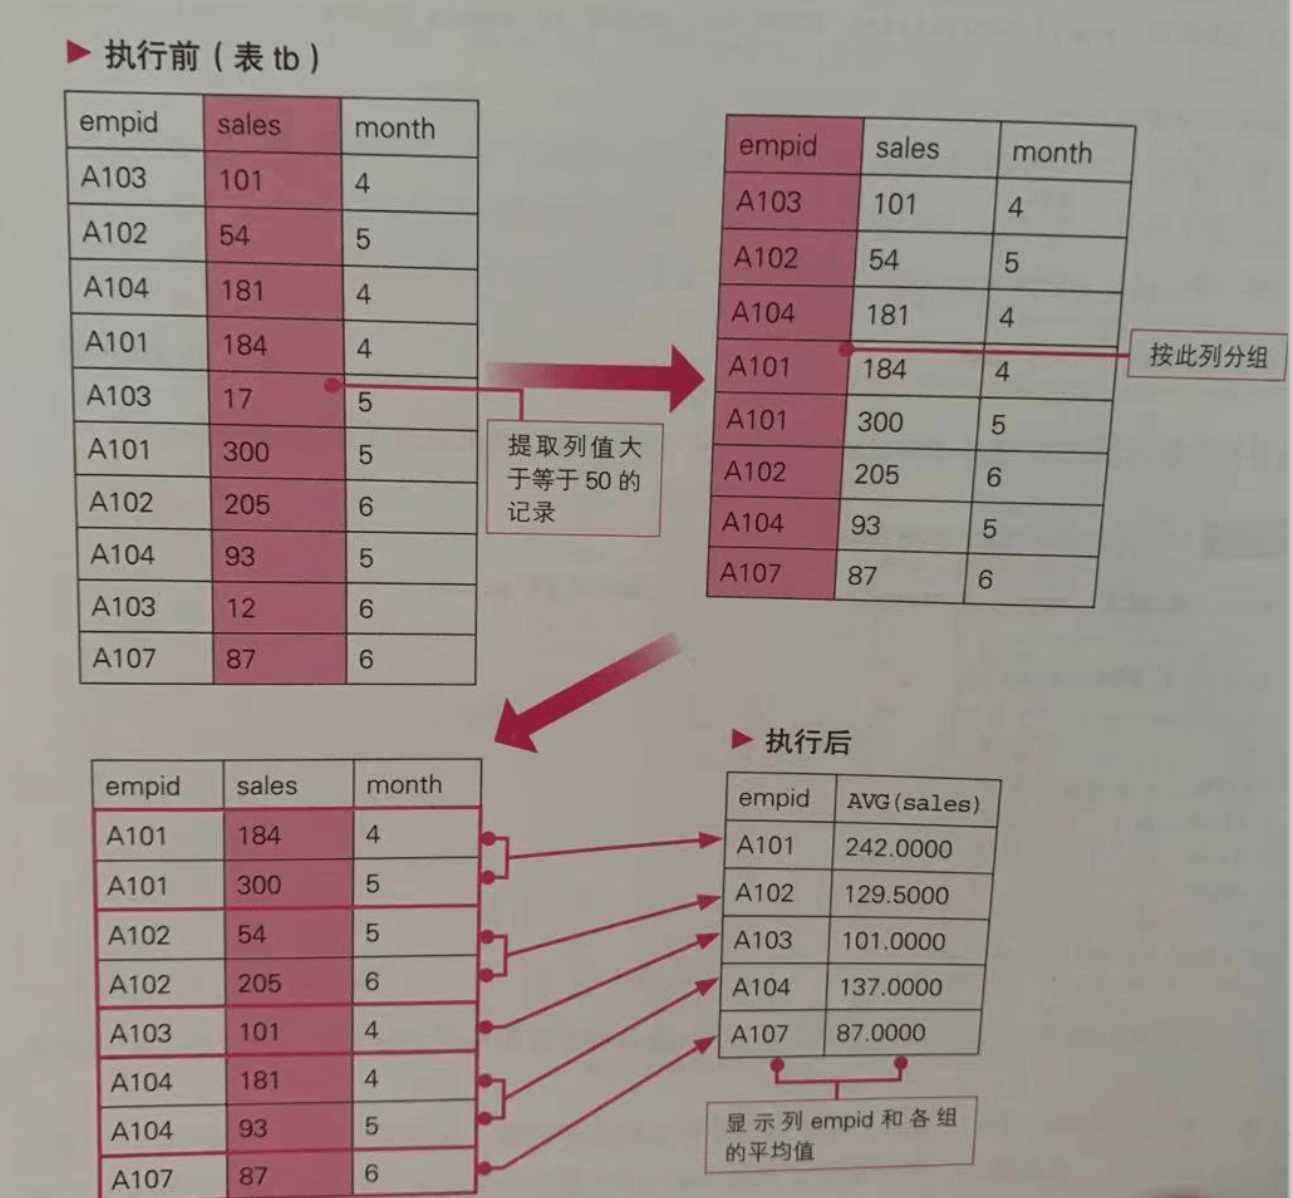 ▶ 执行前（表 tb）
empid sales month
A103 101 4
A102 54 5
A104 181 4
A101 184 4
A103 17 5
A101 300 5
A102 205 6
A104 93 5
A103 12 6
A107 87 6
提取列值大
于等于 50 的
记录
empid sales month
A103 101 4
A102 54 5
A104 181 4
A101 184 4
A101 300 5
A102 205 6
A104 93 5
A107 87 6
按此列分组
empid sales month
A101 184 4
A101 300 5
A102 54 5
A102 205 6
A103 101 4
A104 181 4
A104 93 5
A107 87 6
▶ 执行后
empid AVG(sales)
A101 242.0000
A102 129.5000
A103 101.0000
A104 137.0000
A107 87.0000
显示列 empid 和各组
的平均值